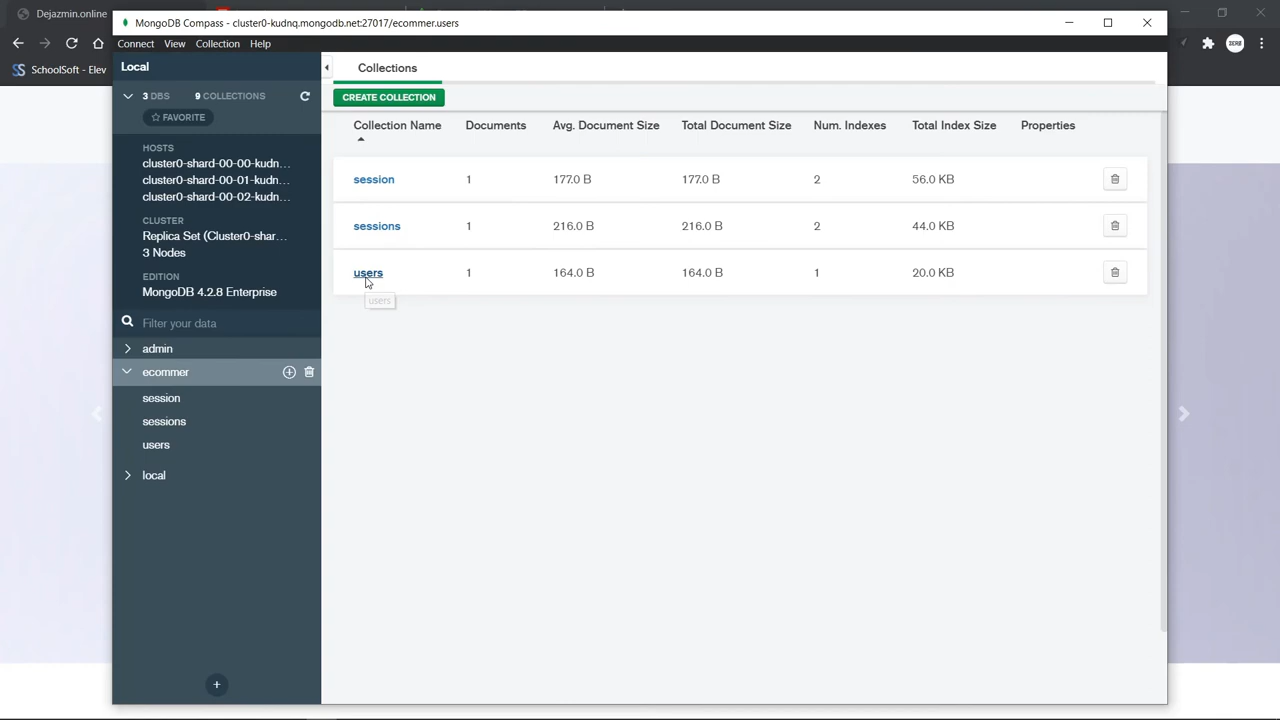 Dejazmin.online
MongoDB Compass - cluster0-kudnq.mongodb.net:27017/ecommer.users
Connect View Collection Help
SchooSoft - Elev
Local
Collections
3 DBS 9 COLLECTIONS
FAVORITE
CREATE COLLECTION
Collection Name Documents Avg. Document Size Total Document Size Num. Indexes Total Index Size Properties
HOSTS
cluster0-shard-00-00-kudn...
cluster0-shard-00-01-kudn...
cluster0-shard-00-02-kudn...
session 1 177.0 B 177.0 B 2 56.0 KB
sessions 1 216.0 B 216.0 B 2 44.0 KB
users 1 164.0 B 164.0 B 1 20.0 KB
users
CLUSTER
Replica Set (Cluster0-shar...
3 Nodes
EDITION
MongoDB 4.2.8 Enterprise
Filter your data
admin
ecommer
session
sessions
users
local